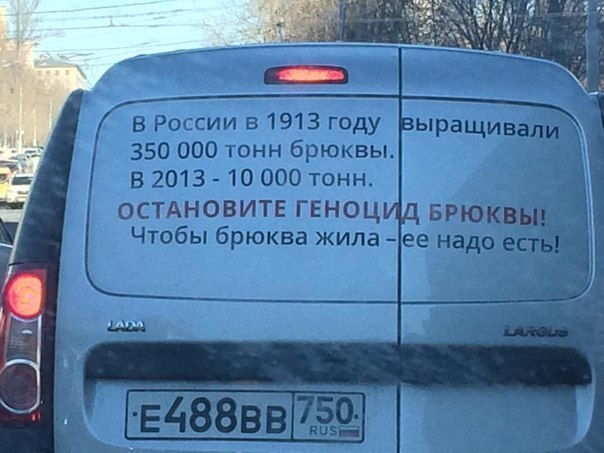 В России в 1913 году выращивали
350 000 тонн брюквы.
В 2013 - 10 000 тонн.
ОСТАНОВИТЕ ГЕНОЦИД БРЮКВЫ!
Чтобы брюква жила - ее надо есть!
LADA LARGUS
Е488ВВ 750
RUS